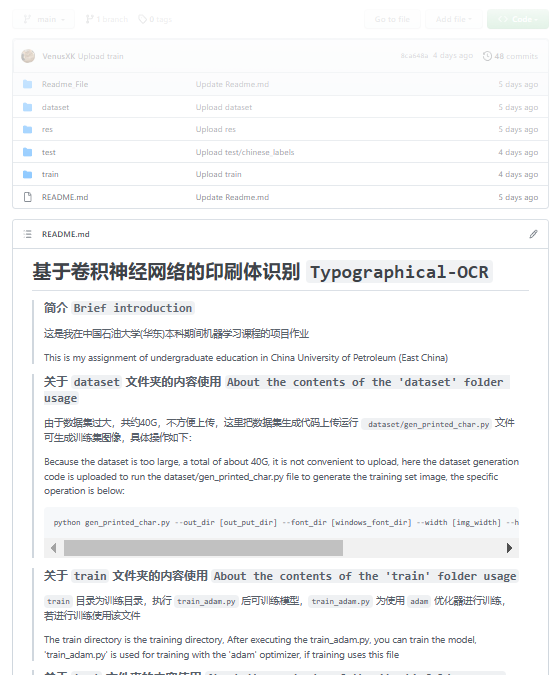 main 1 branch 0 tags Go to file Add file Code
VenusXK Upload train 4 days ago 48 commits
Readme_File Update Readme.md 5 days ago
dataset Upload dataset 5 days ago
res Upload res 5 days ago
test Upload test/chinese_labels 4 days ago
train Upload train 4 days ago
README.md Update Readme.md 5 days ago
README.md
基于卷积神经网络的印刷体识别 Typographical-OCR
简介 Brief introduction
这是我在中国石油大学(华东)本科期间机器学习课程的项目作业
This is my assignment of undergraduate education in China University of Petroleum (East China)
关于 dataset 文件夹的内容使用 About the contents of the 'dataset' folder
usage
由于数据集过大，共约40G，不方便上传，这里把数据集生成代码上传运行 dataset/gen_printed_char.py 文件
可生成训练集图像，具体操作如下：
Because the dataset is too large, a total of about 40G, it is not convenient to upload, here the dataset generation
code is uploaded to run the dataset/gen_printed_char.py file to generate the training set image, the specific
operation is below:
python gen_printed_char.py --out_dir [out_put_dir] --font_dir [windows_font_dir] --width [img_width] --h
关于 train 文件夹的内容使用 About the contents of the 'train' folder usage
train 目录为训练目录，执行 train_adam.py 后可训练模型，train_adam.py 为使用 adam 优化器进行训练，
若进行训练使用该文件
The train directory is the training directory, After executing the train_adam.py, you can train the model,
'train_adam.py' is used for training with the 'adam' optimizer, if training uses this file